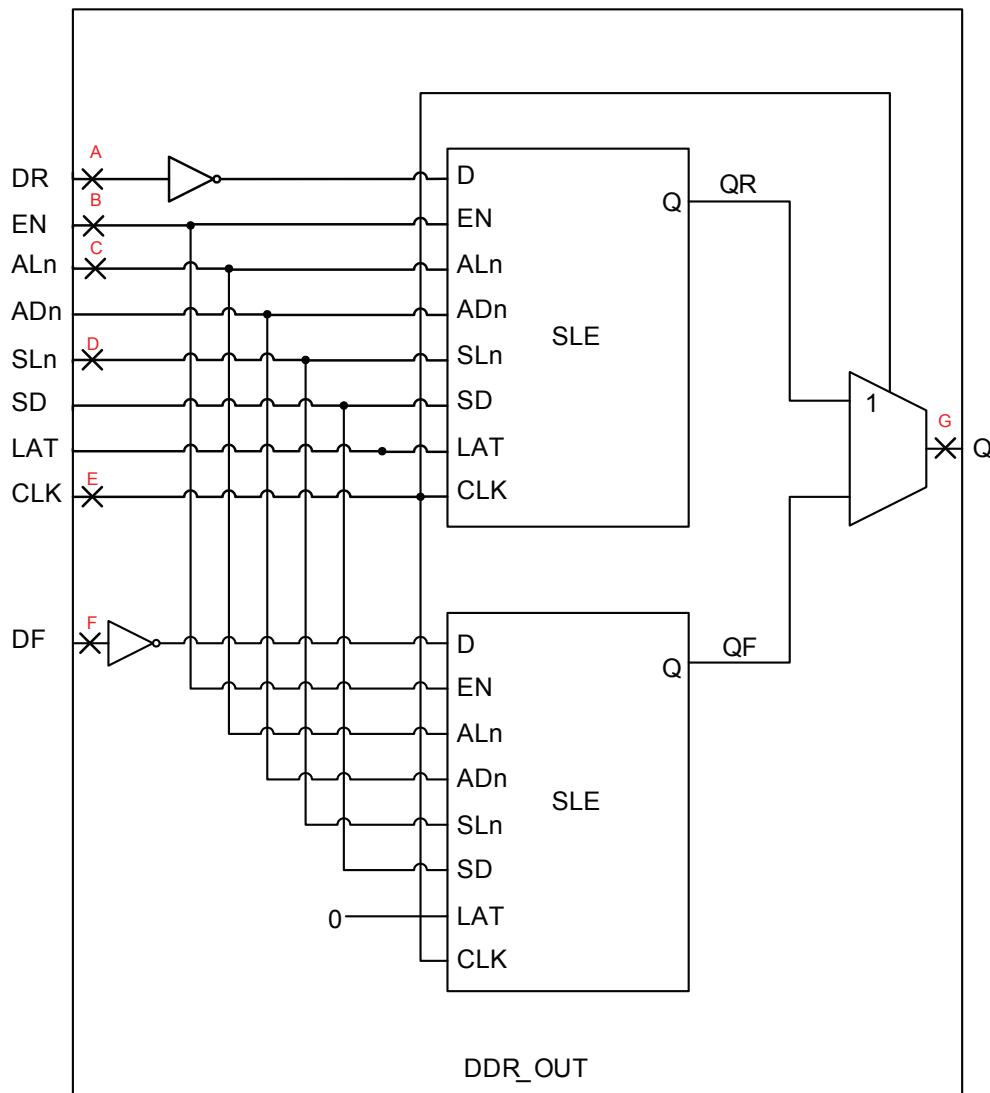 A
DR
D
QR
Q
B
EN
EN
C
ALn
ALn
ADn
ADn
SLE
D
SLn
SLn
SD
SD
1
G
Q
LAT
LAT
E
CLK
CLK
F
DF
D
QF
Q
EN
ALn
ADn
SLE
SLn
SD
0
LAT
CLK
DDR_OUT